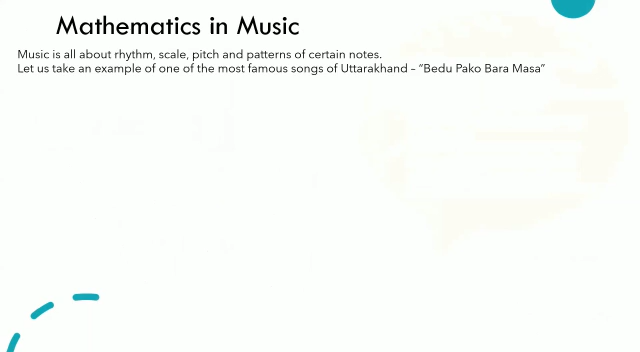 Mathematics in Music
Music is all about rhythm, scale, pitch and patterns of certain notes.
Let us take an example of one of the most famous songs of Uttarakhand – “Bedu Pako Bara Masa”